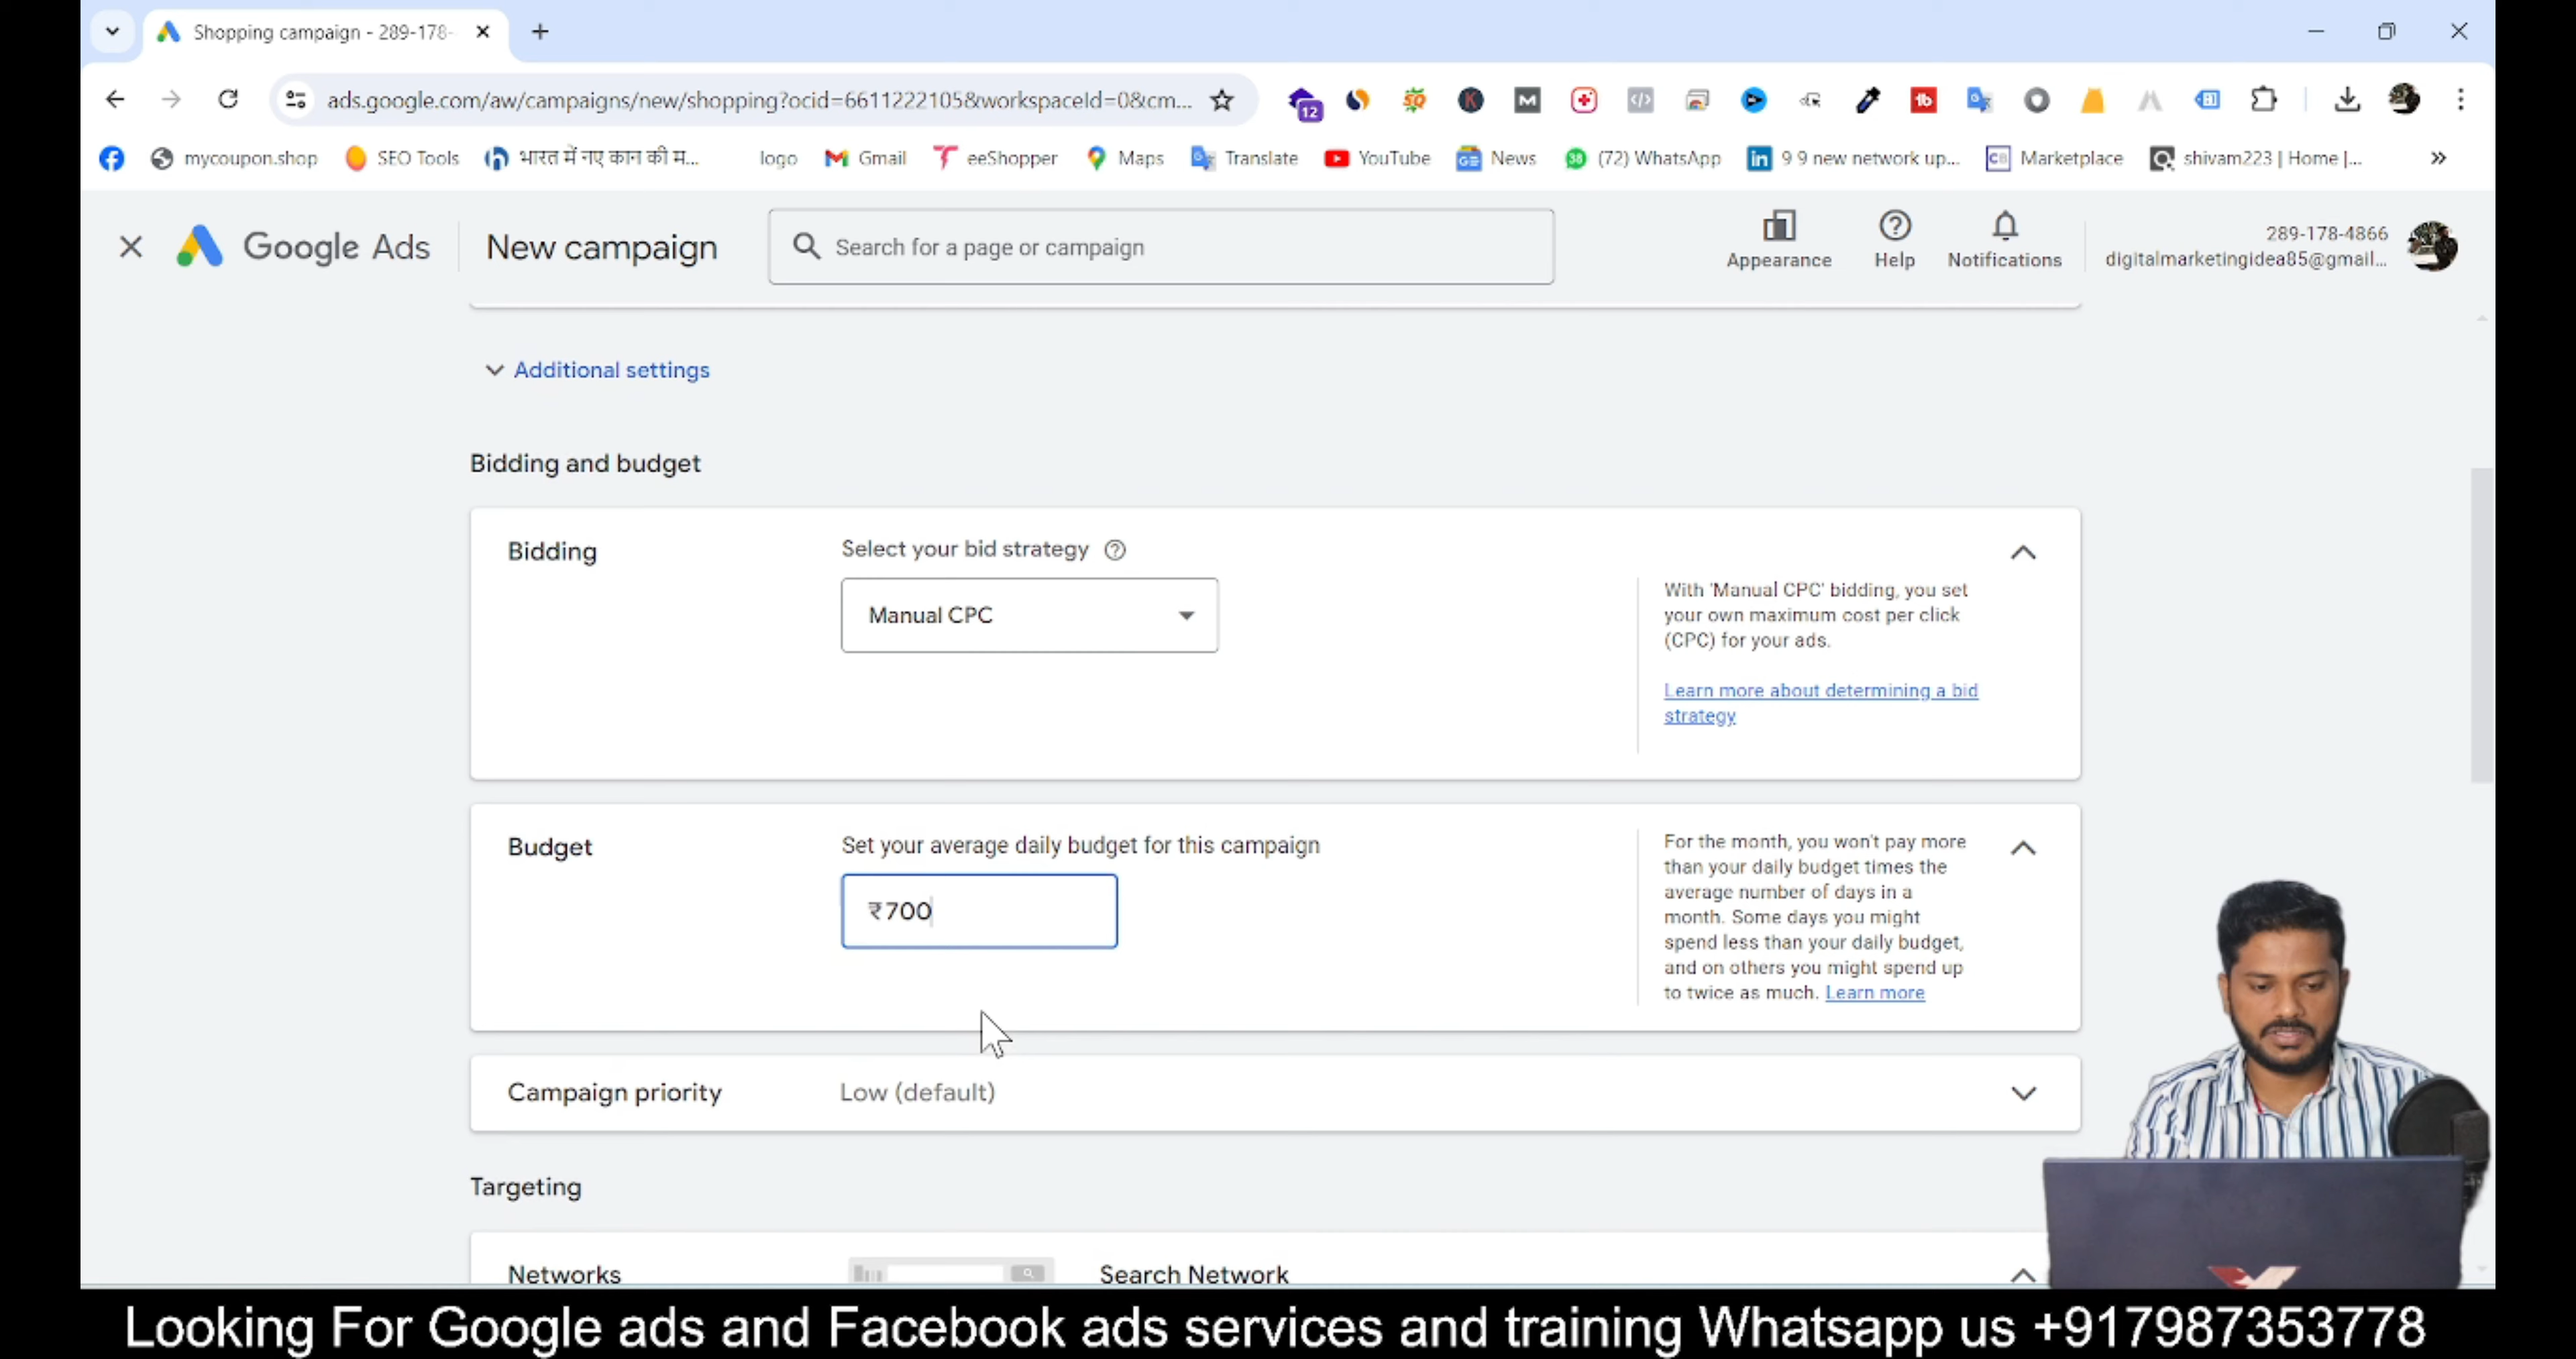 Shopping campaign - 289-178-
ads.google.com/aw/campaigns/new/shopping?ocid=6611222105&workspaceId=0&cm...
12
mycoupon.shop
SEO Tools
भारत में नए कान की म...
logo
Gmail
eeShopper
Maps
Translate
YouTube
News
(72) WhatsApp
9 9 new network up...
Marketplace
shivam223 | Home |...
Google Ads
New campaign
Search for a page or campaign
Appearance
Help
Notifications
289-178-4866
digitalmarketingidea85@gmail...
Additional settings
Bidding and budget
Bidding
Select your bid strategy
Manual CPC
With 'Manual CPC' bidding, you set
your own maximum cost per click
(CPC) for your ads.
Learn more about determining a bid
strategy
Budget
Set your average daily budget for this campaign
₹700
For the month, you won't pay more
than your daily budget times the
average number of days in a
month. Some days you might
spend less than your daily budget,
and on others you might spend up
to twice as much. Learn more
Campaign priority
Low (default)
Targeting
Networks
Search Network
Looking For Google ads and Facebook ads services and training Whatsapp us +917987353778